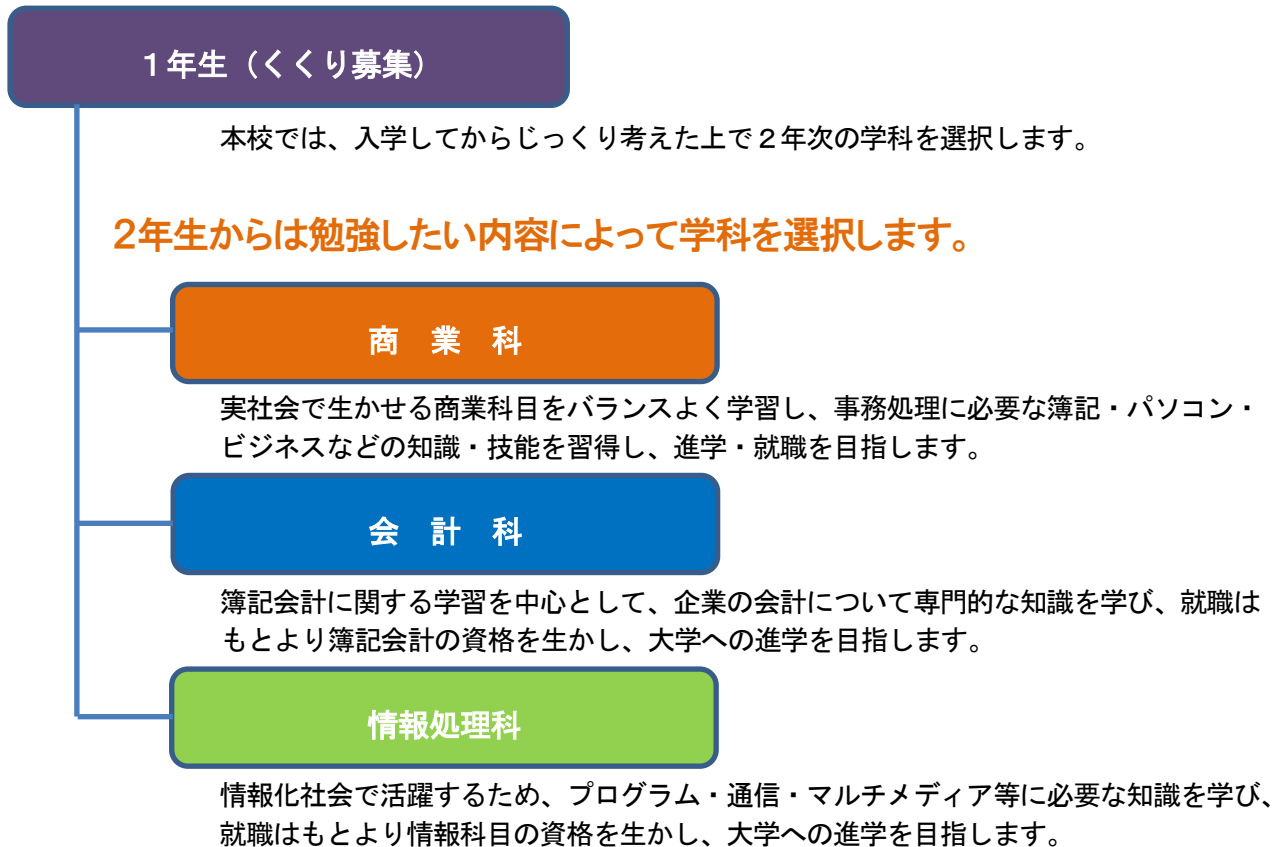 １年生（くくり募集）
本校では、入学してからじっくり考えた上で２年次の学科を選択します。
２年生からは勉強したい内容によって学科を選択します。
商　業　科
実社会で生かせる商業科目をバランスよく学習し、事務処理に必要な簿記・パソコン・
ビジネスなどの知識・技能を習得し、進学・就職を目指します。
会　計　科
簿記会計に関する学習を中心として、企業の会計について専門的な知識を学び、就職は
もとより簿記会計の資格を生かし、大学への進学を目指します。
情報処理科
情報化社会で活躍するため、プログラム・通信・マルチメディア等に必要な知識を学び、
就職はもとより情報科目の資格を生かし、大学への進学を目指します。